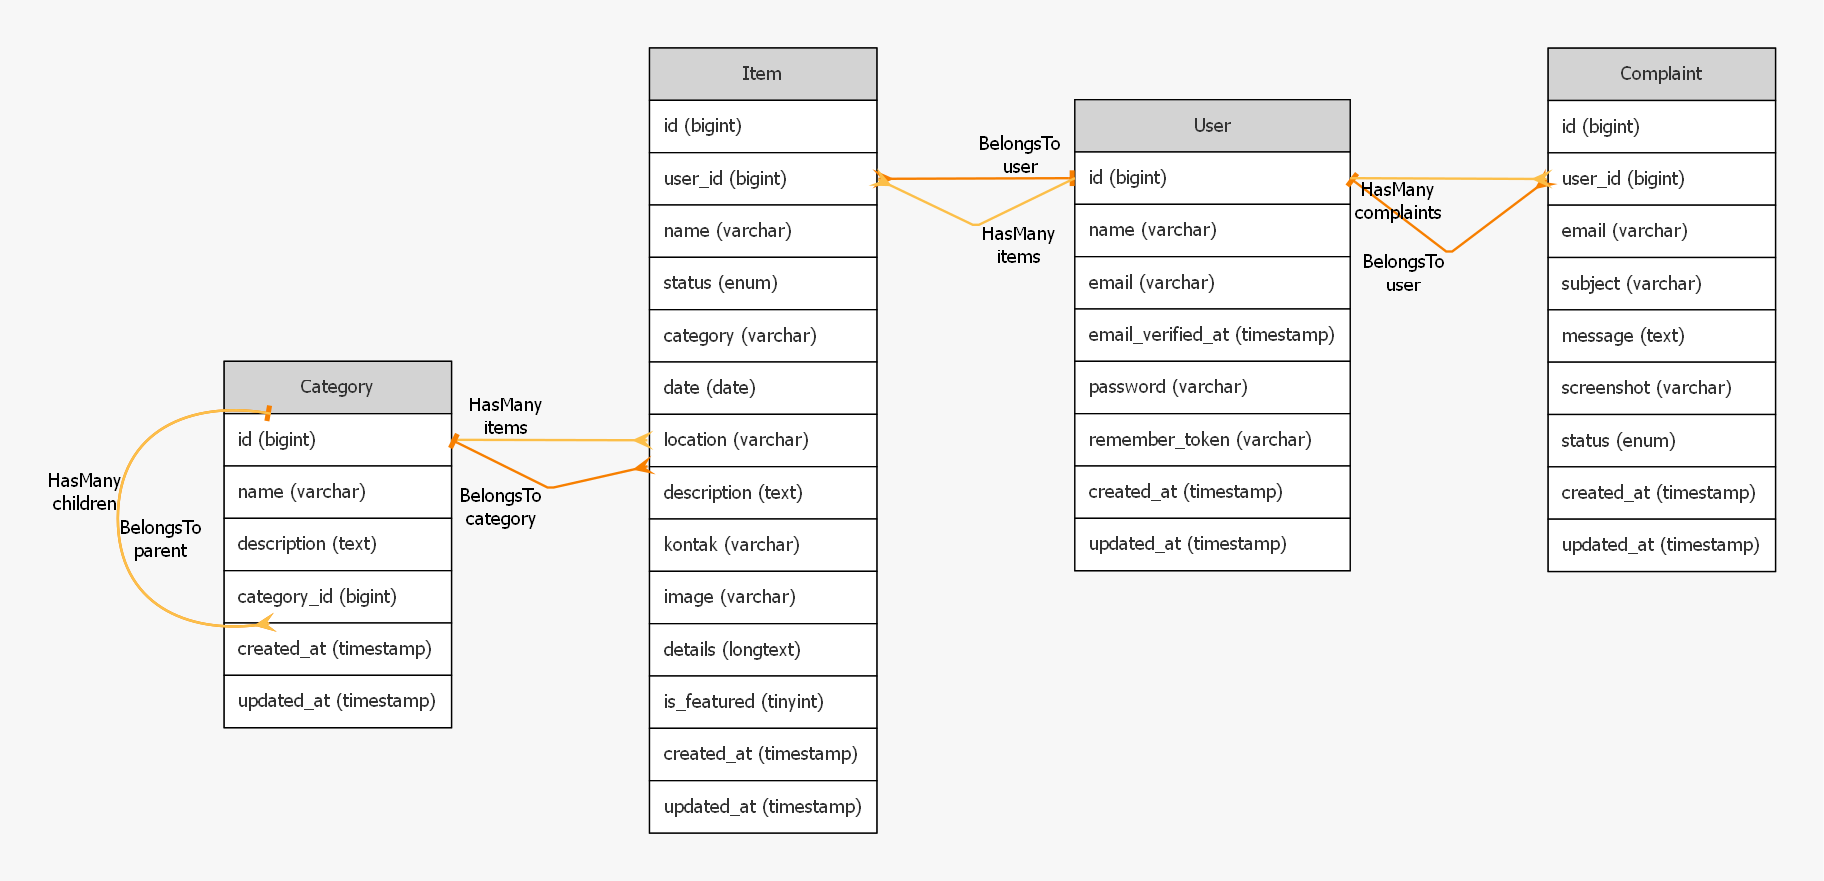 Item
id (bigint)
user_id (bigint)
name (varchar)
status (enum)
category (varchar)
date (date)
location (varchar)
description (text)
kontak (varchar)
image (varchar)
details (longtext)
is_featured (tinyint)
created_at (timestamp)
updated_at (timestamp)
User
id (bigint)
name (varchar)
email (varchar)
email_verified_at (timestamp)
password (varchar)
remember_token (varchar)
created_at (timestamp)
updated_at (timestamp)
Complaint
id (bigint)
user_id (bigint)
email (varchar)
subject (varchar)
message (text)
screenshot (varchar)
status (enum)
created_at (timestamp)
updated_at (timestamp)
Category
id (bigint)
name (varchar)
description (text)
category_id (bigint)
created_at (timestamp)
updated_at (timestamp)
BelongsTo
user
HasMany
items
HasMany
complaints
BelongsTo
user
HasMany
items
BelongsTo
category
HasMany
children
BelongsTo
parent